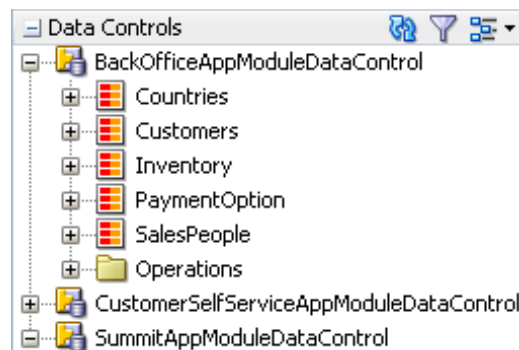 Data Controls
BackOfficeAppModuleDataControl
Countries
Customers
Inventory
PaymentOption
SalesPeople
Operations
CustomerSelfServiceAppModuleDataControl
SummitAppModuleDataControl